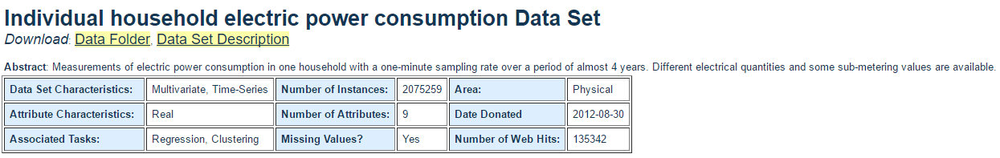 Individual household electric power consumption Data Set
Download: Data Folder, Data Set Description
Abstract: Measurements of electric power consumption in one household with a one-minute sampling rate over a period of almost 4 years. Different electrical quantities and some sub-metering values are available.
Data Set Characteristics: Multivariate, Time-Series Number of Instances: 2075259 Area: Physical
Attribute Characteristics: Real Number of Attributes: 9 Date Donated 2012-08-30
Associated Tasks: Regression, Clustering Missing Values? Yes Number of Web Hits: 135342